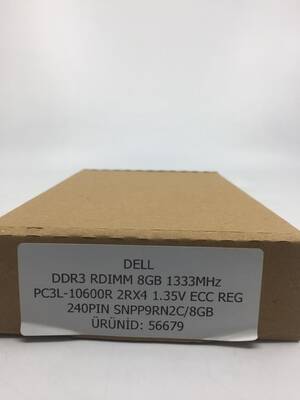 DELL
DDR3 RDIMM 8GB 1333MHz
PC3L-10600R 2RX4 1.35V ECC REG
240PIN SNPP9RN2C/8GB
ÜRÜNİD: 56679